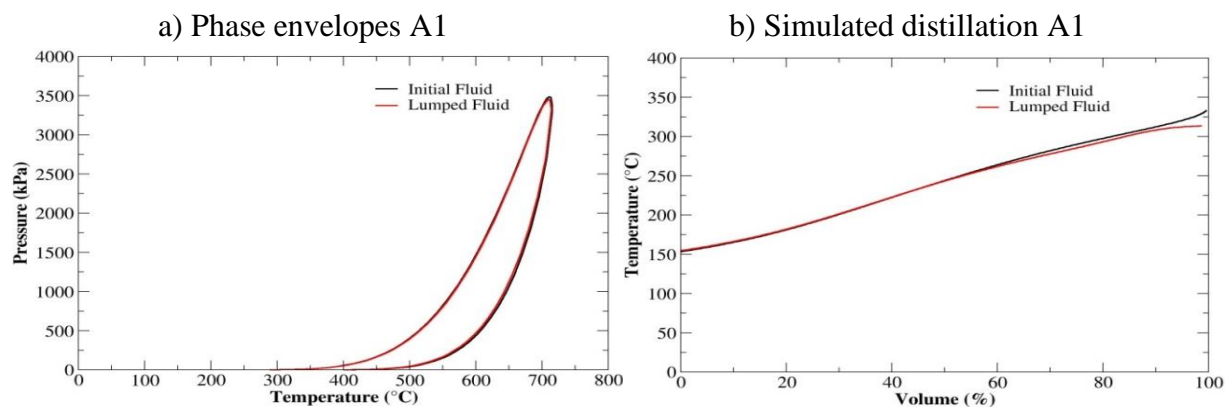 a) Phase envelopes A1
Initial Fluid
Lumped Fluid
Pressure (kPa)
3500
3000
2500
2000
1500
1000
500
0
0 100 200 300 400 500 600 700 800
Temperature (°C)
b) Simulated distillation A1
Initial Fluid
Lumped Fluid
Temperature (°C)
400
350
300
250
200
150
100
50
0
0 20 40 60 80 100
Volume (%)